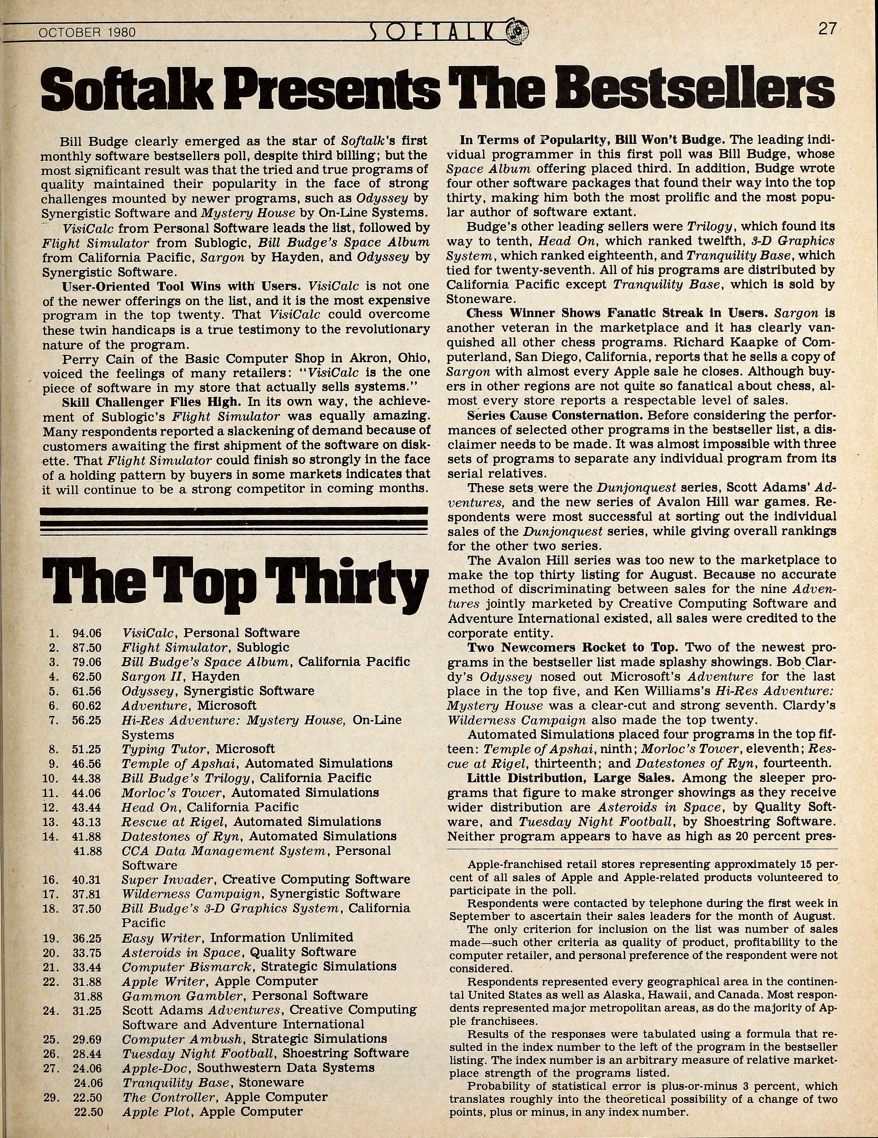 OCTOBER 1980
SOFTALK
27
Softalk Presents The Bestsellers
Bill Budge clearly emerged as the star of Softalk's first
monthly software bestsellers poll, despite third billing; but the
most significant result was that the tried and true programs of
quality maintained their popularity in the face of strong
challenges mounted by newer programs, such as Odyssey by
Synergistic Software and Mystery House by On-Line Systems.
VisiCalc from Personal Software leads the list, followed by
Flight Simulator from Sublogic, Bill Budge's Space Album
from California Pacific, Sargon by Hayden, and Odyssey by
Synergistic Software.
User-Oriented Tool Wins with Users. VisiCalc is not one
of the newer offerings on the list, and it is the most expensive
program in the top twenty. That VisiCalc could overcome
these twin handicaps is a true testimony to the revolutionary
nature of the program.
Perry Cain of the Basic Computer Shop in Akron, Ohio,
voiced the feelings of many retailers: "VisiCalc is the one
piece of software in my store that actually sells systems."
Skill Challenger Flies High. In its own way, the achieve-
ment of Sublogic's Flight Simulator was equally amazing.
Many respondents reported a slackening of demand because of
customers awaiting the first shipment of the software on disk-
ette. That Flight Simulator could finish so strongly in the face
of a holding pattern by buyers in some markets indicates that
it will continue to be a strong competitor in coming months.
The Top Thirty
1. 94.06 VisiCalc, Personal Software
2. 87.50 Flight Simulator, Sublogic
3. 79.06 Bill Budge's Space Album, California Pacific
4. 62.50 Sargon II, Hayden
5. 61.56 Odyssey, Synergistic Software
6. 60.62 Adventure, Microsoft
7. 56.25 Hi-Res Adventure: Mystery House, On-Line
Systems
8. 51.25 Typing Tutor, Microsoft
9. 46.56 Temple of Apshai, Automated Simulations
10. 44.38 Bill Budge's Trilogy, California Pacific
11. 44.06 Morloc's Tower, Automated Simulations
12. 43.44 Head On, California Pacific
13. 43.13 Rescue at Rigel, Automated Simulations
14. 41.88 Datestones of Ryn, Automated Simulations
41.88 CCA Data Management System, Personal
Software
16. 40.31 Super Invader, Creative Computing Software
17. 37.81 Wilderness Campaign, Synergistic Software
18. 37.50 Bill Budge's 3-D Graphics System, California
Pacific
19. 36.25 Easy Writer, Information Unlimited
20. 33.75 Asteroids in Space, Quality Software
21. 33.44 Computer Bismarck, Strategic Simulations
22. 31.88 Apple Writer, Apple Computer
31.88 Gammon Gambler, Personal Software
24. 31.25 Scott Adams Adventures, Creative Computing
Software and Adventure International
25. 29.69 Computer Ambush, Strategic Simulations
26. 28.44 Tuesday Night Football, Shoestring Software
27. 24.06 Apple-Doc, Southwestern Data Systems
24.06 Tranquility Base, Stoneware
29. 22.50 The Controller, Apple Computer
22.50 Apple Plot, Apple Computer
In Terms of Popularity, Bill Won't Budge. The leading indi-
vidual programmer in this first poll was Bill Budge, whose
Space Album offering placed third. In addition, Budge wrote
four other software packages that found their way into the top
thirty, making him both the most prolific and the most popu-
lar author of software extant.
Budge's other leading sellers were Trilogy, which found its
way to tenth, Head On, which ranked twelfth, 3-D Graphics
System, which ranked eighteenth, and Tranquility Base, which
tied for twenty-seventh. All of his programs are distributed by
California Pacific except Tranquility Base, which is sold by
Stoneware.
Chess Winner Shows Fanatic Streak in Users. Sargon is
another veteran in the marketplace and it has clearly van-
quished all other chess programs. Richard Kaapke of Com-
puterland, San Diego, California, reports that he sells a copy of
Sargon with almost every Apple sale he closes. Although buy-
ers in other regions are not quite so fanatical about chess, al-
most every store reports a respectable level of sales.
Series Cause Consternation. Before considering the perfor-
mances of selected other programs in the bestseller list, a dis-
claimer needs to be made. It was almost impossible with three
sets of programs to separate any individual program from its
serial relatives.
These sets were the Dunjonquest series, Scott Adams' Ad-
ventures, and the new series of Avalon Hill war games. Re-
spondents were most successful at sorting out the individual
sales of the Dunjonquest series, while giving overall rankings
for the other two series.
The Avalon Hill series was too new to the marketplace to
make the top thirty listing for August. Because no accurate
method of discriminating between sales for the nine Adven-
tures jointly marketed by Creative Computing Software and
Adventure International existed, all sales were credited to the
corporate entity.
Two Newcomers Rocket to Top. Two of the newest pro-
grams in the bestseller list made splashy showings. Bob Clar-
dy's Odyssey nosed out Microsoft's Adventure for the last
place in the top five, and Ken Williams's Hi-Res Adventure:
Mystery House was a clear-cut and strong seventh. Clardy's
Wilderness Campaign also made the top twenty.
Automated Simulations placed four programs in the top fif-
teen: Temple of Apshai, ninth; Morloc's Tower, eleventh; Res-
cue at Rigel, thirteenth; and Datestones of Ryn, fourteenth.
Little Distribution, Large Sales. Among the sleeper pro-
grams that figure to make stronger showings as they receive
wider distribution are Asteroids in Space, by Quality Soft-
ware, and Tuesday Night Football, by Shoestring Software.
Neither program appears to have as high as 20 percent pres-
Apple-franchised retail stores representing approximately 15 per-
cent of all sales of Apple and Apple-related products volunteered to
participate in the poll.
Respondents were contacted by telephone during the first week in
September to ascertain their sales leaders for the month of August.
The only criterion for inclusion on the list was number of sales
made—such other criteria as quality of product, profitability to the
computer retailer, and personal preference of the respondent were not
considered.
Respondents represented every geographical area in the continen-
tal United States as well as Alaska, Hawaii, and Canada. Most respon-
dents represented major metropolitan areas, as do the majority of Ap-
ple franchisees.
Results of the responses were tabulated using a formula that re-
sulted in the index number to the left of the program in the bestseller
listing. The index number is an arbitrary measure of relative market-
place strength of the programs listed.
Probability of statistical error is plus-or-minus 3 percent, which
translates roughly into the theoretical possibility of a change of two
points, plus or minus, in any index number.